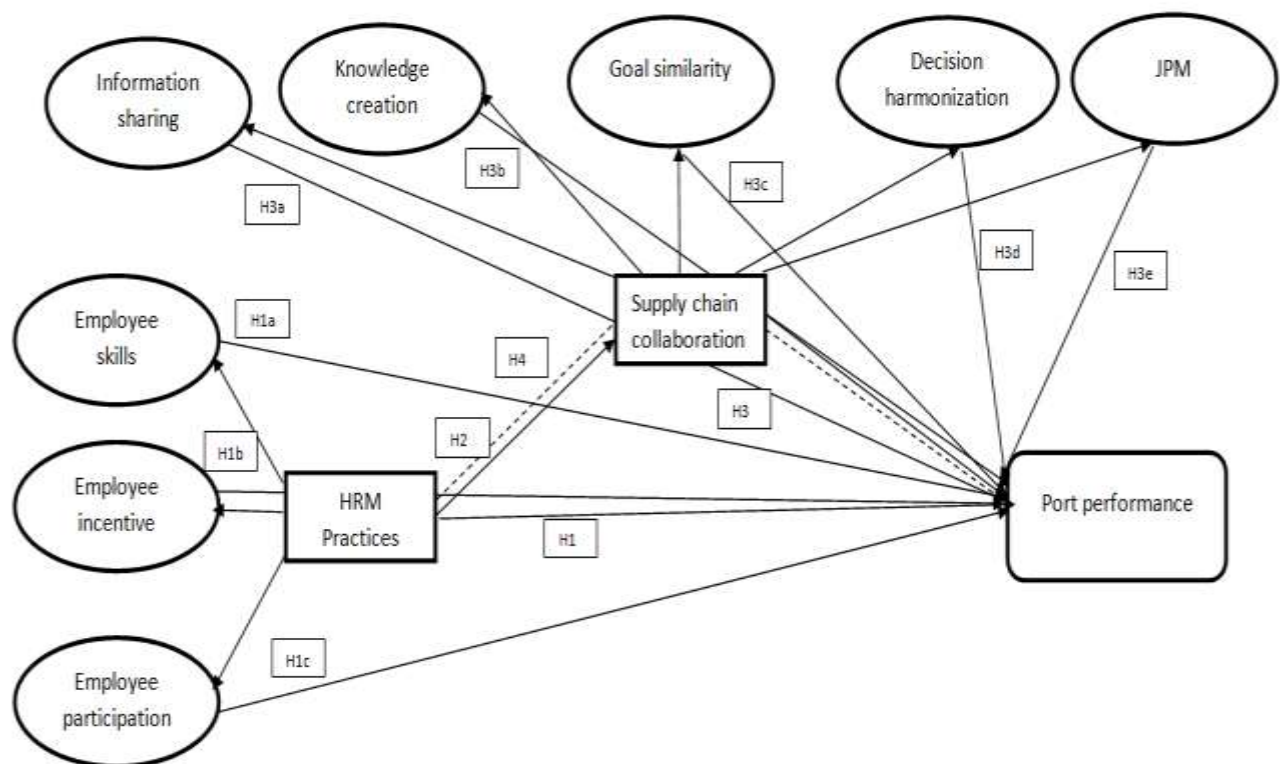 Information
sharing
Knowledge
creation
Goal similarity
Decision
harmonization
JPM
H3a
H3b
H3c
H3d
H3e
Supply chain
collaboration
Employee
skills
H1a
H4
H3
H2
H1b
Employee
incentive
HRM
Practices
H1
Port performance
H1c
Employee
participation